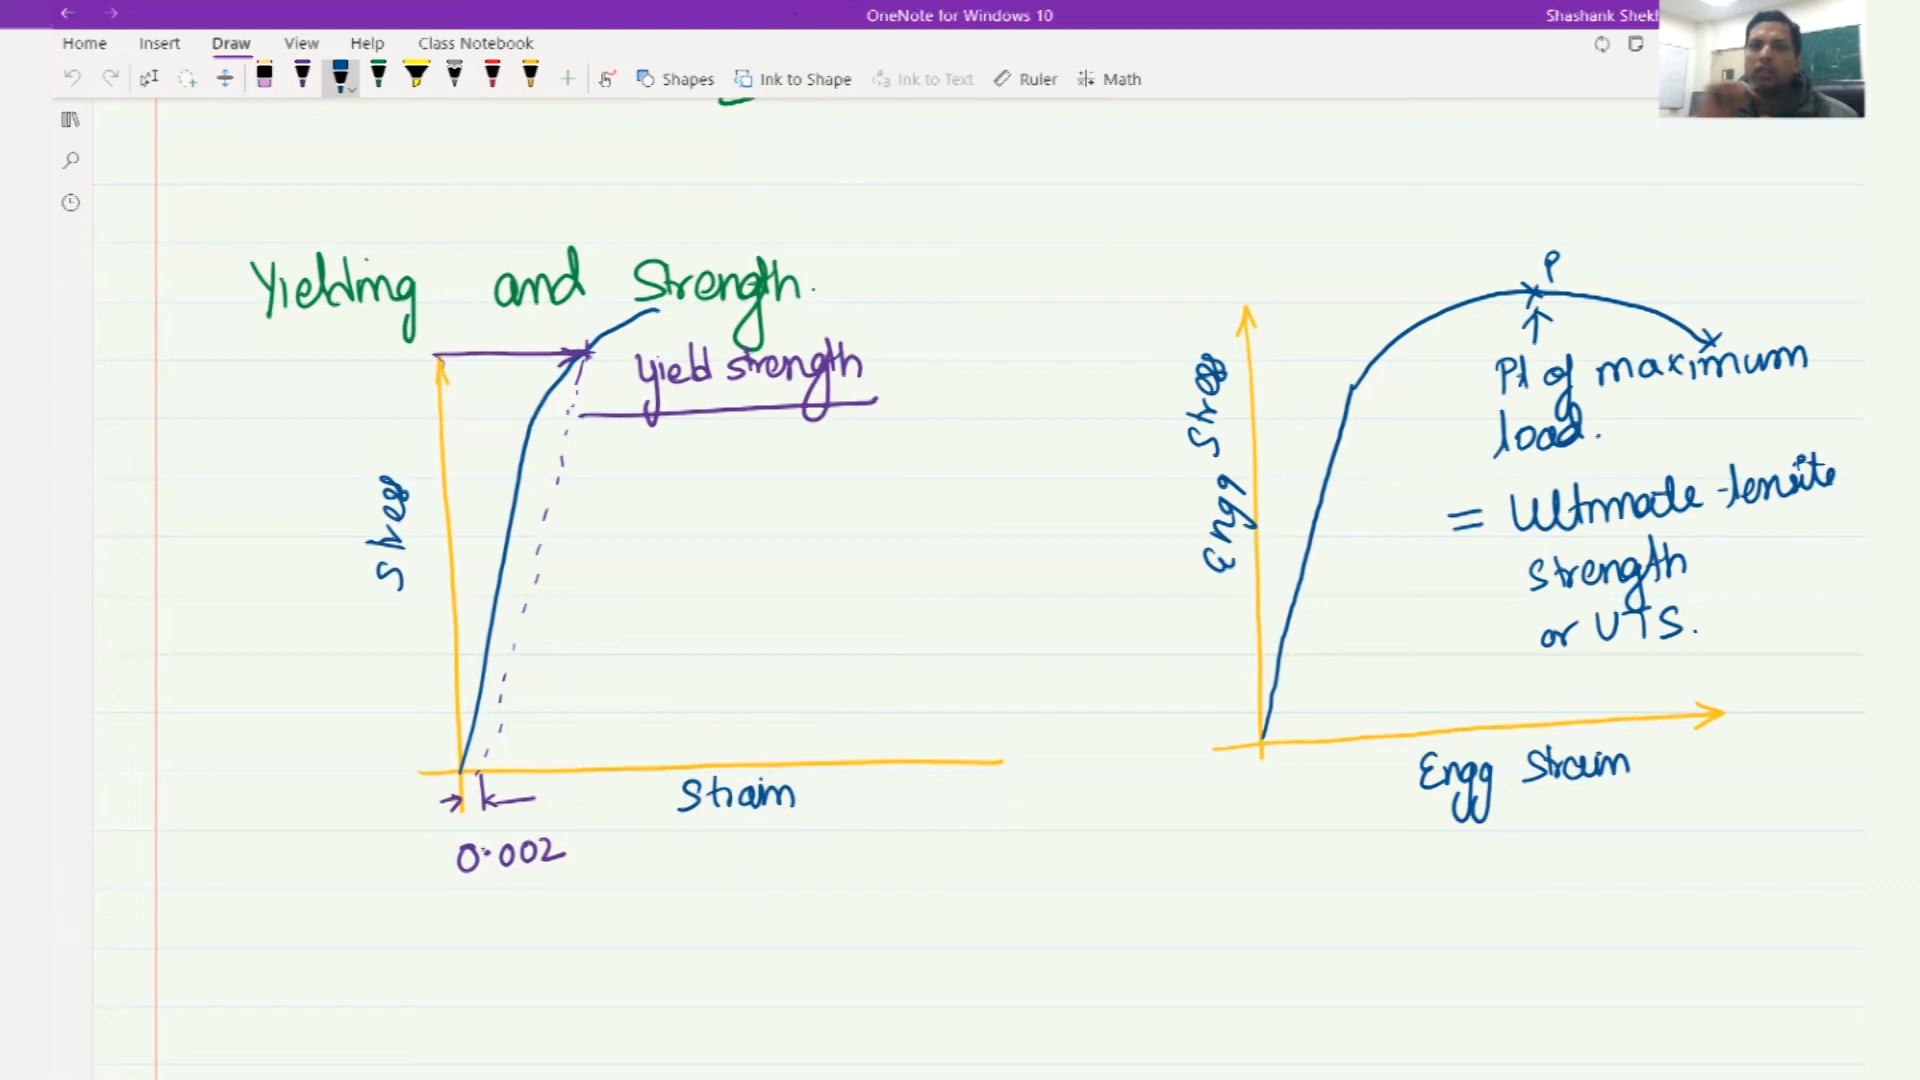 OneNote for Windows 10
Shashank Shekh
Home Insert Draw View Help Class Notebook
Shapes Ink to Shape Ink to Text Ruler Math
Yielding and Strength.
yield strength
Stress
Strain
0.002
P
Engg Stress
Pt of maximum
load.
= Ultimate tensile
strength
or UTS.
Engg Strain